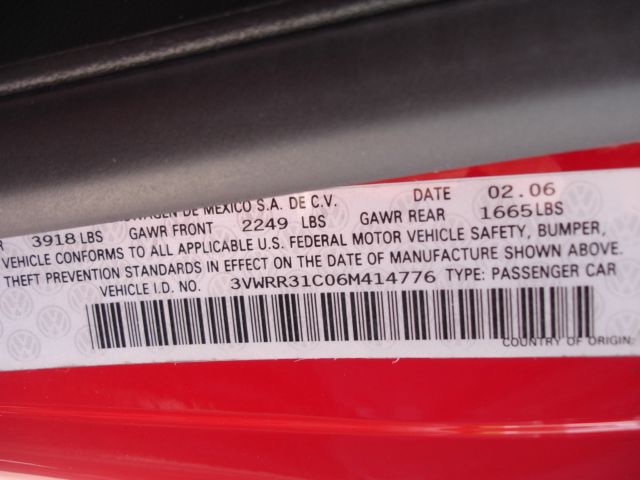 DE MEXICO S.A. DE C.V. DATE 02.06
3918 LBS GAWR FRONT 2249 LBS GAWR REAR 1665 LBS
VEHICLE CONFORMS TO ALL APPLICABLE U.S. FEDERAL MOTOR VEHICLE SAFETY, BUMPER,
THEFT PREVENTION STANDARDS IN EFFECT ON THE DATE OF MANUFACTURE SHOWN ABOVE.
VEHICLE I.D. NO. 3VWRR31C06M414776 TYPE: PASSENGER CAR
COUNTRY OF ORIGIN: